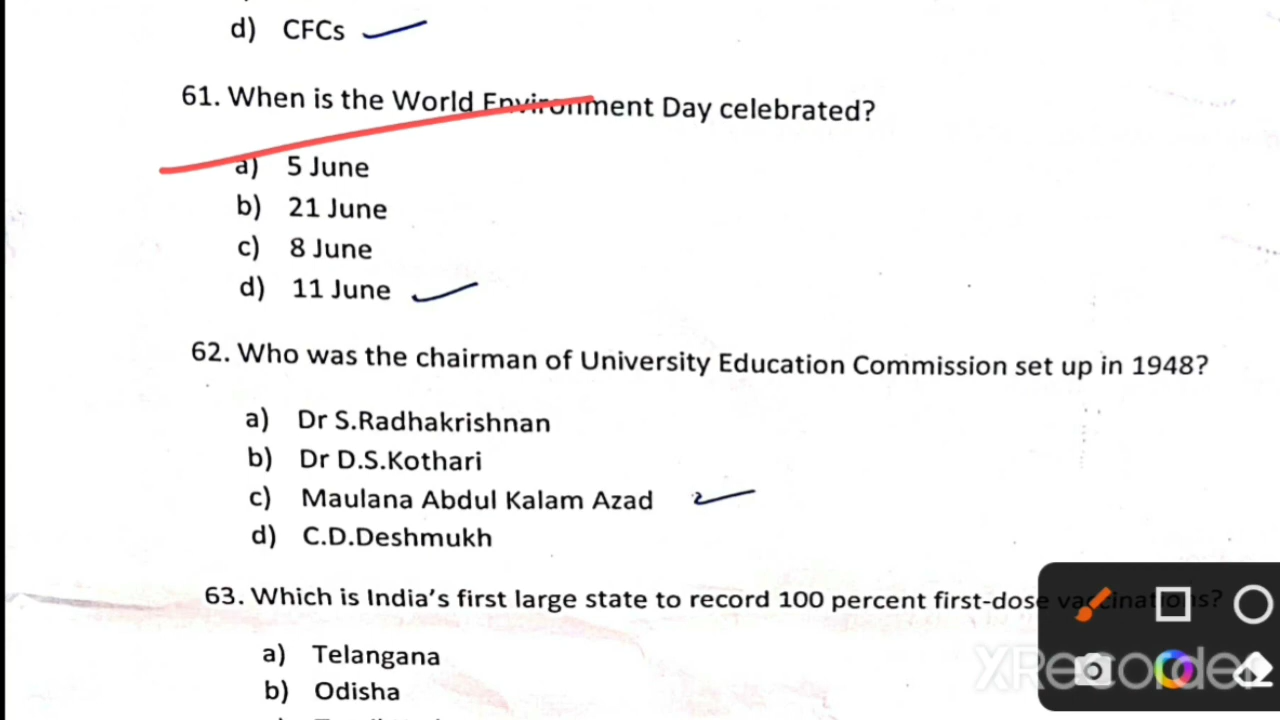 d) CFCs
61. When is the World Environment Day celebrated?
a) 5 June
b) 21 June
c) 8 June
d) 11 June
62. Who was the chairman of University Education Commission set up in 1948?
a) Dr S.Radhakrishnan
b) Dr D.S.Kothari
c) Maulana Abdul Kalam Azad
d) C.D.Deshmukh
63. Which is India's first large state to record 100 percent first-dose vaccinations?
a) Telangana
b) Odisha
XRecorder